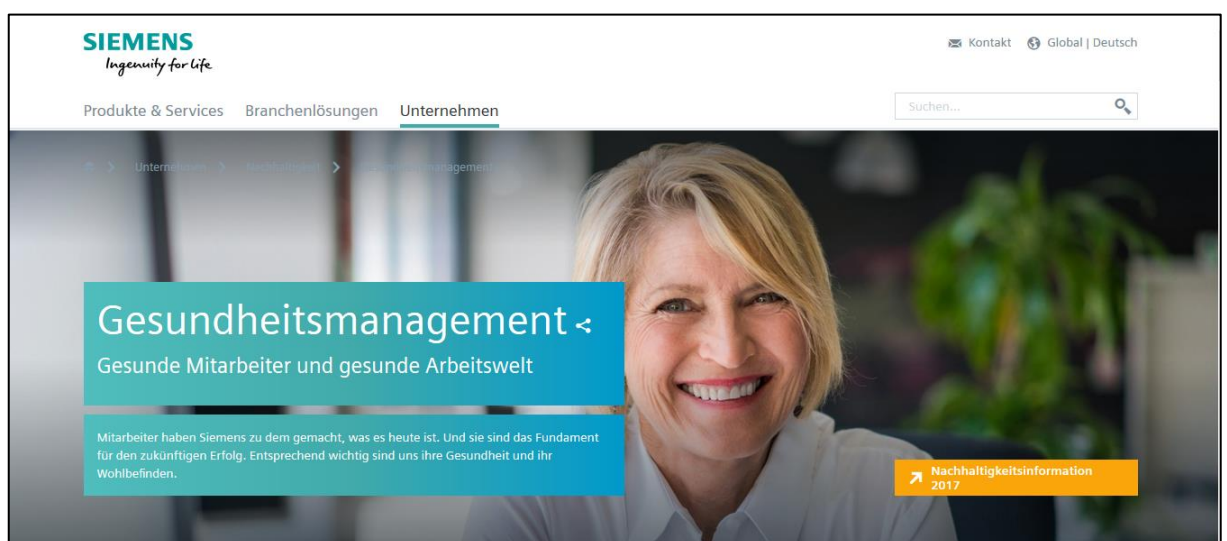 SIEMENS
Ingenuity for life
Kontakt Global | Deutsch
Produkte & Services Branchenlösungen Unternehmen
Suchen...
Unternehmen
Gesundheitsmanagement
Gesunde Mitarbeiter und gesunde Arbeitswelt
Mitarbeiter haben Siemens zu dem gemacht, was es heute ist. Und sie sind das Fundament
für den zukünftigen Erfolg. Entsprechend wichtig sind uns ihre Gesundheit und ihr
Wohlbefinden.
Nachhaltigkeitsinformation
2017